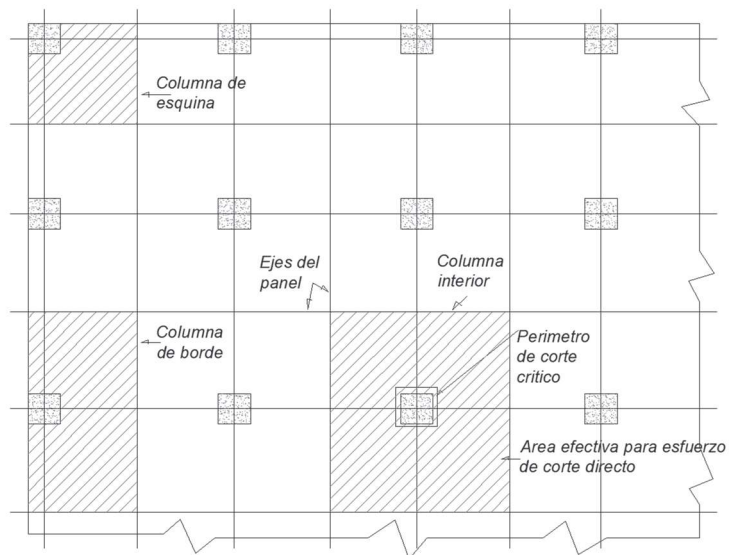 Columna de
esquina
Ejes del
panel
Columna
interior
Columna
de borde
Perimetro
de corte
critico
Area efectiva para esfuerzo
de corte directo